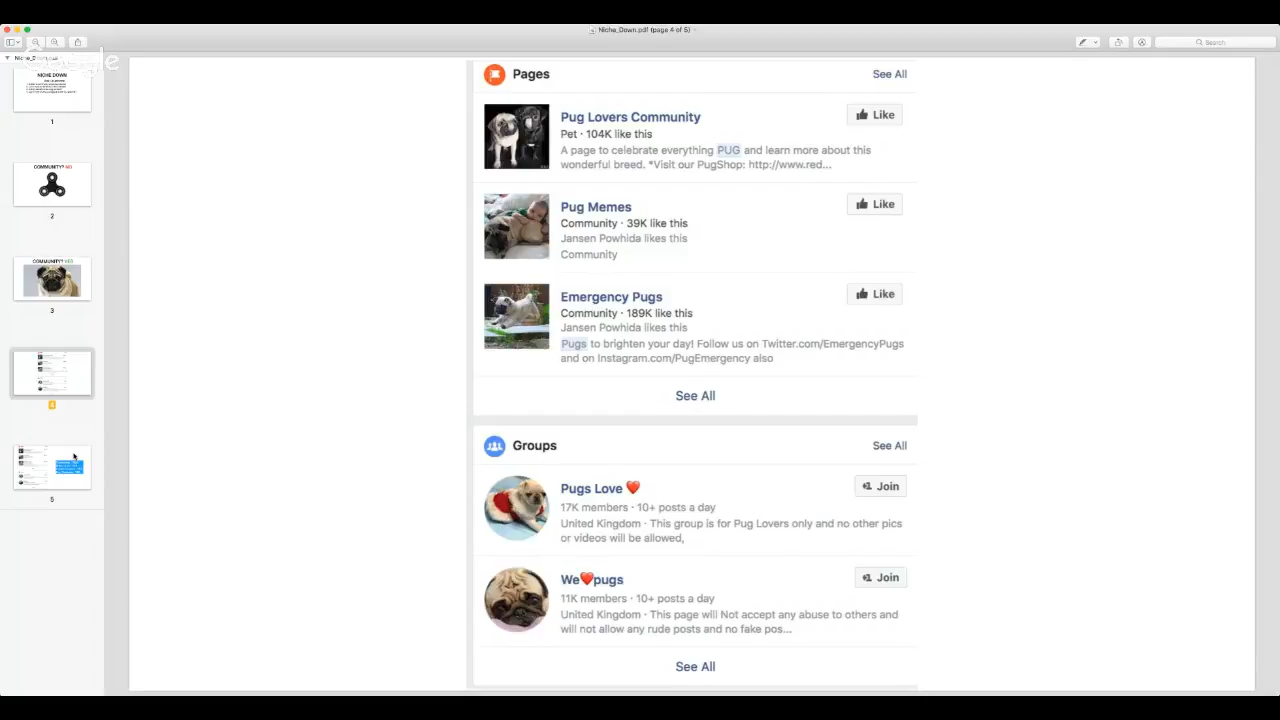 Niche_Down.pdf (page 4 of 5)
Search
Niche_Down.pdf
NICHE DOWN
1
COMMUNITY? NO
2
COMMUNITY? YES
3
4
5
Pages
See All
Pug Lovers Community
Like
Pet · 104K like this
A page to celebrate everything PUG and learn more about this
wonderful breed. *Visit our PugShop: http://www.red...
Pug Memes
Like
Community · 39K like this
Jansen Powhida likes this
Community
Emergency Pugs
Like
Community · 189K like this
Jansen Powhida likes this
Pugs to brighten your day! Follow us on Twitter.com/EmergencyPugs
and on Instagram.com/PugEmergency also
See All
Groups
See All
Pugs Love ❤️
Join
17K members · 10+ posts a day
United Kingdom · This group is for Pug Lovers only and no other pics
or videos will be allowed,
We❤️pugs
Join
11K members · 10+ posts a day
United Kingdom · This page will Not accept any abuse to others and
will not allow any rude posts and no fake pos...
See All